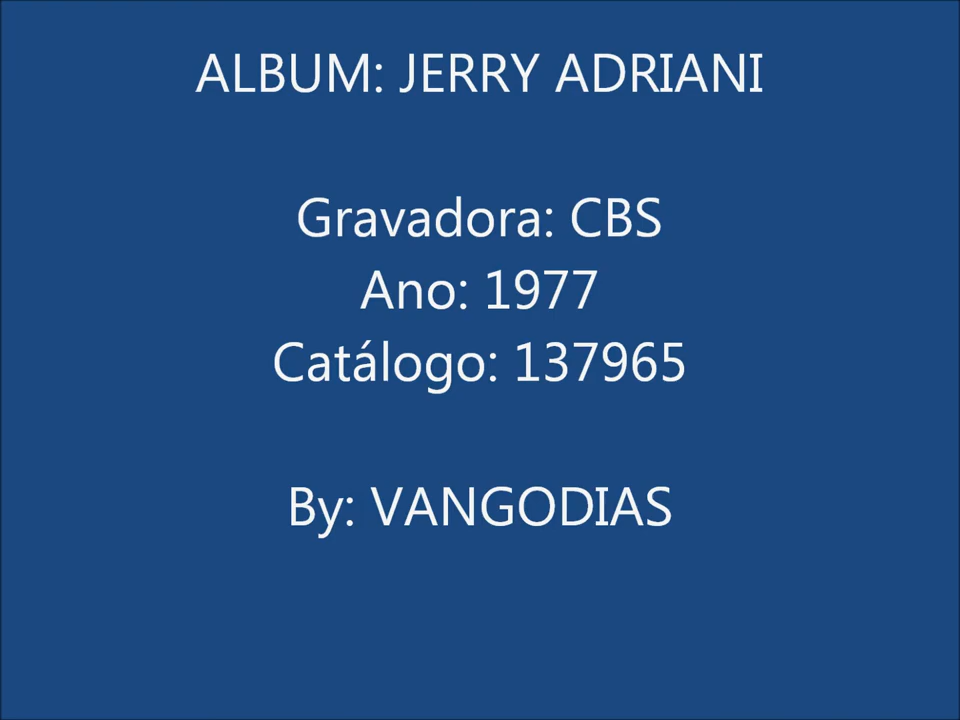 ALBUM: JERRY ADRIANI
Gravadora: CBS
Ano: 1977
Catálogo: 137965
By: VANGODIAS